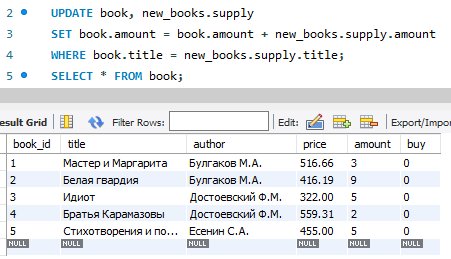 2 UPDATE book, new_books.supply
3 SET book.amount = book.amount + new_books.supply.amount
4 WHERE book.title = new_books.supply.title;
5 SELECT * FROM book;
esult Grid Filter Rows: Edit: Export/Impor
book_id title author price amount buy
1 Мастер и Маргарита Булгаков М.А. 516.66 3 0
2 Белая гвардия Булгаков М.А. 416.19 9 0
3 Идиот Достоевский Ф.М. 322.00 5 0
4 Братья Карамазовы Достоевский Ф.М. 559.31 2 0
5 Стихотворения и по... Есенин С.А. 455.00 5 0
NULL NULL NULL NULL NULL NULL